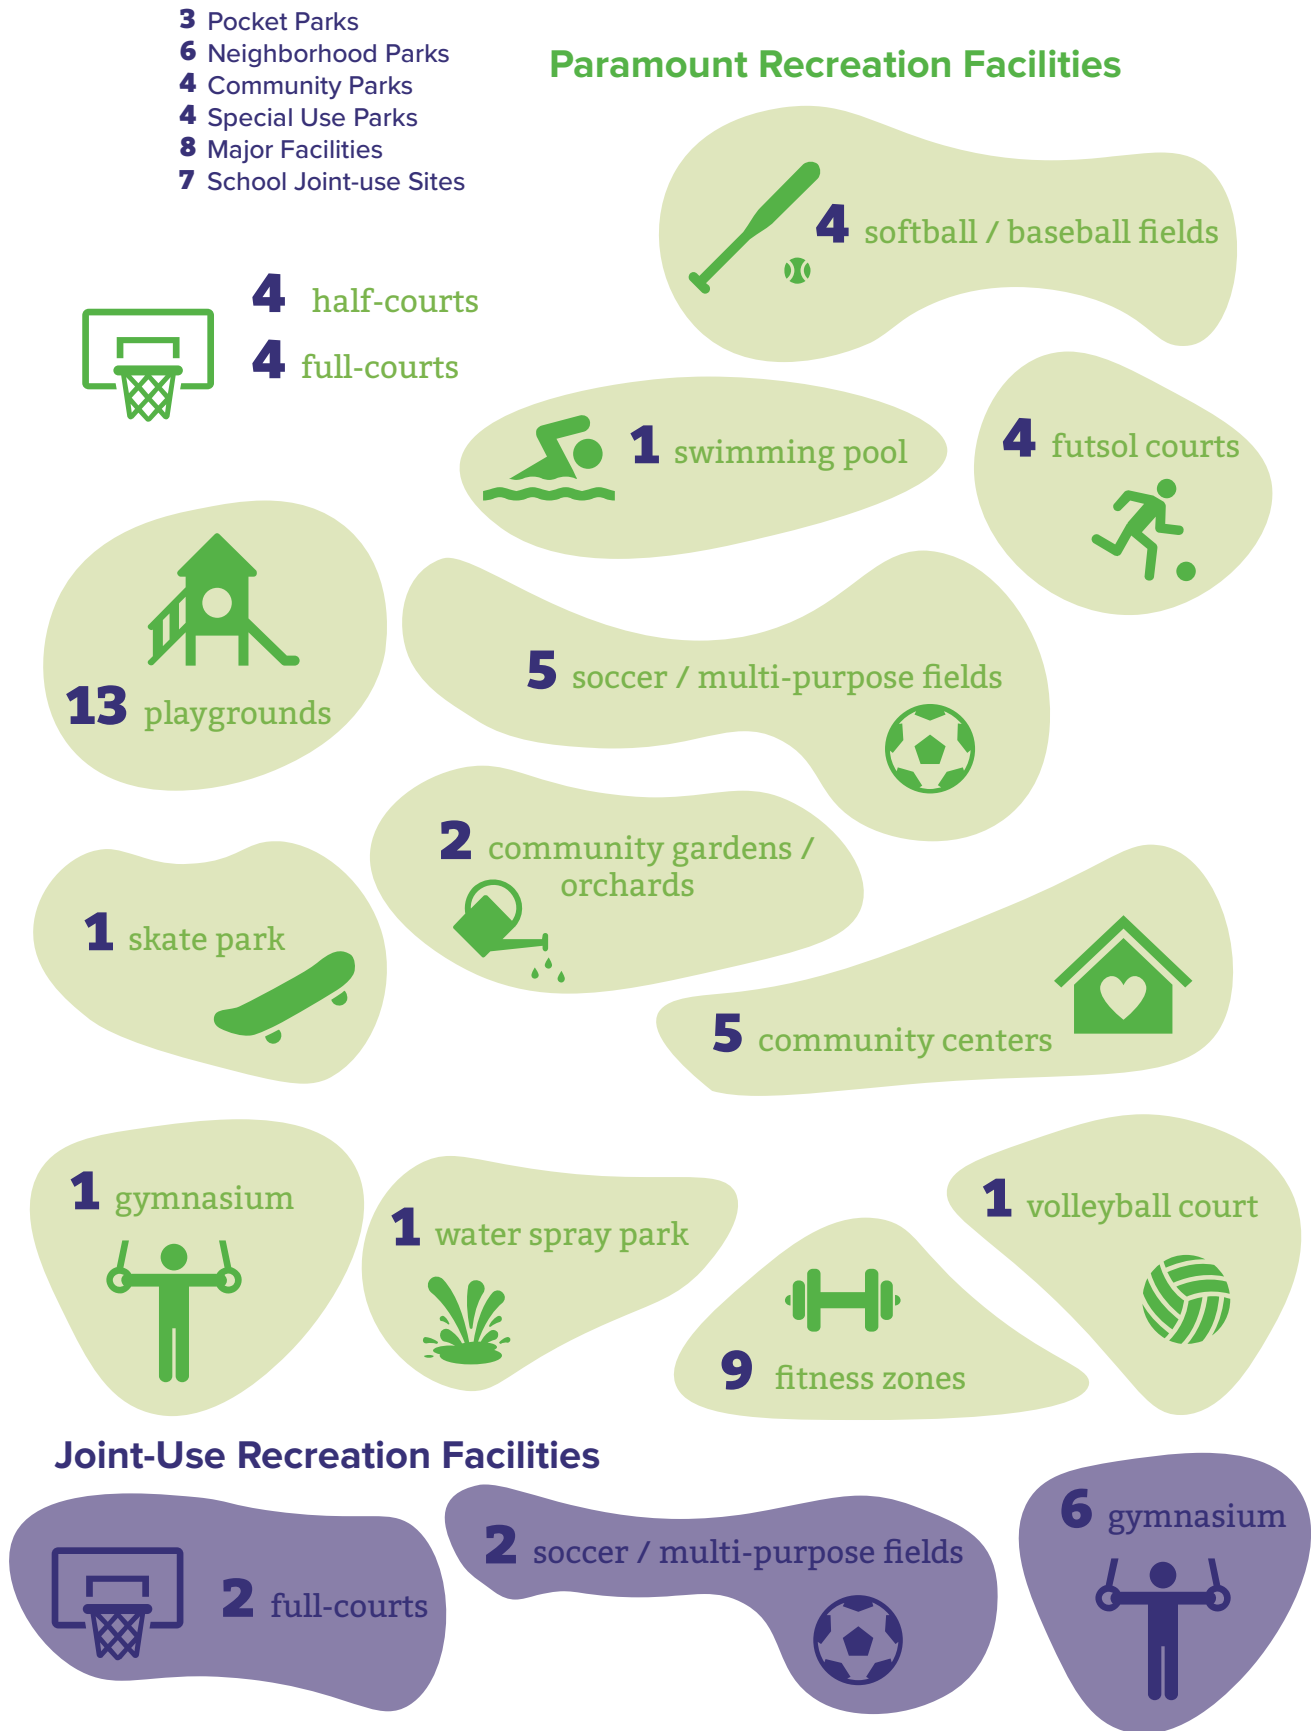 3 Pocket Parks
6 Neighborhood Parks
4 Community Parks
4 Special Use Parks
8 Major Facilities
7 School Joint-use Sites
Paramount Recreation Facilities
4 softball / baseball fields
4 half-courts
4 full-courts
1 swimming pool
4 futsol courts
13 playgrounds
5 soccer / multi-purpose fields
2 community gardens /
orchards
1 skate park
5 community centers
1 gymnasium
1 water spray park
1 volleyball court
9 fitness zones
Joint-Use Recreation Facilities
2 full-courts
2 soccer / multi-purpose fields
6 gymnasium